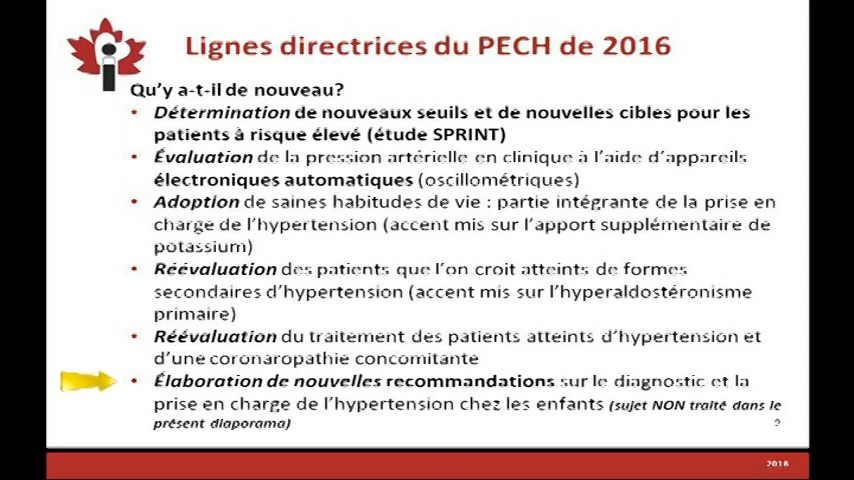 Lignes directrices du PECH de 2016
Qu'y a-t-il de nouveau?
• Détermination de nouveaux seuils et de nouvelles cibles pour les
patients à risque élevé (étude SPRINT)
• Évaluation de la pression artérielle en clinique à l'aide d'appareils
électroniques automatiques (oscillométriques)
• Adoption de saines habitudes de vie : partie intégrante de la prise en
charge de l'hypertension (accent mis sur l'apport supplémentaire de
potassium)
• Réévaluation des patients que l'on croit atteints de formes
secondaires d'hypertension (accent mis sur l'hyperaldostéronisme
primaire)
• Réévaluation du traitement des patients atteints d'hypertension et
d'une coronaropathie concomitante
• Élaboration de nouvelles recommandations sur le diagnostic et la
prise en charge de l'hypertension chez les enfants (sujet NON traité dans le
présent diaporama)
9
2016